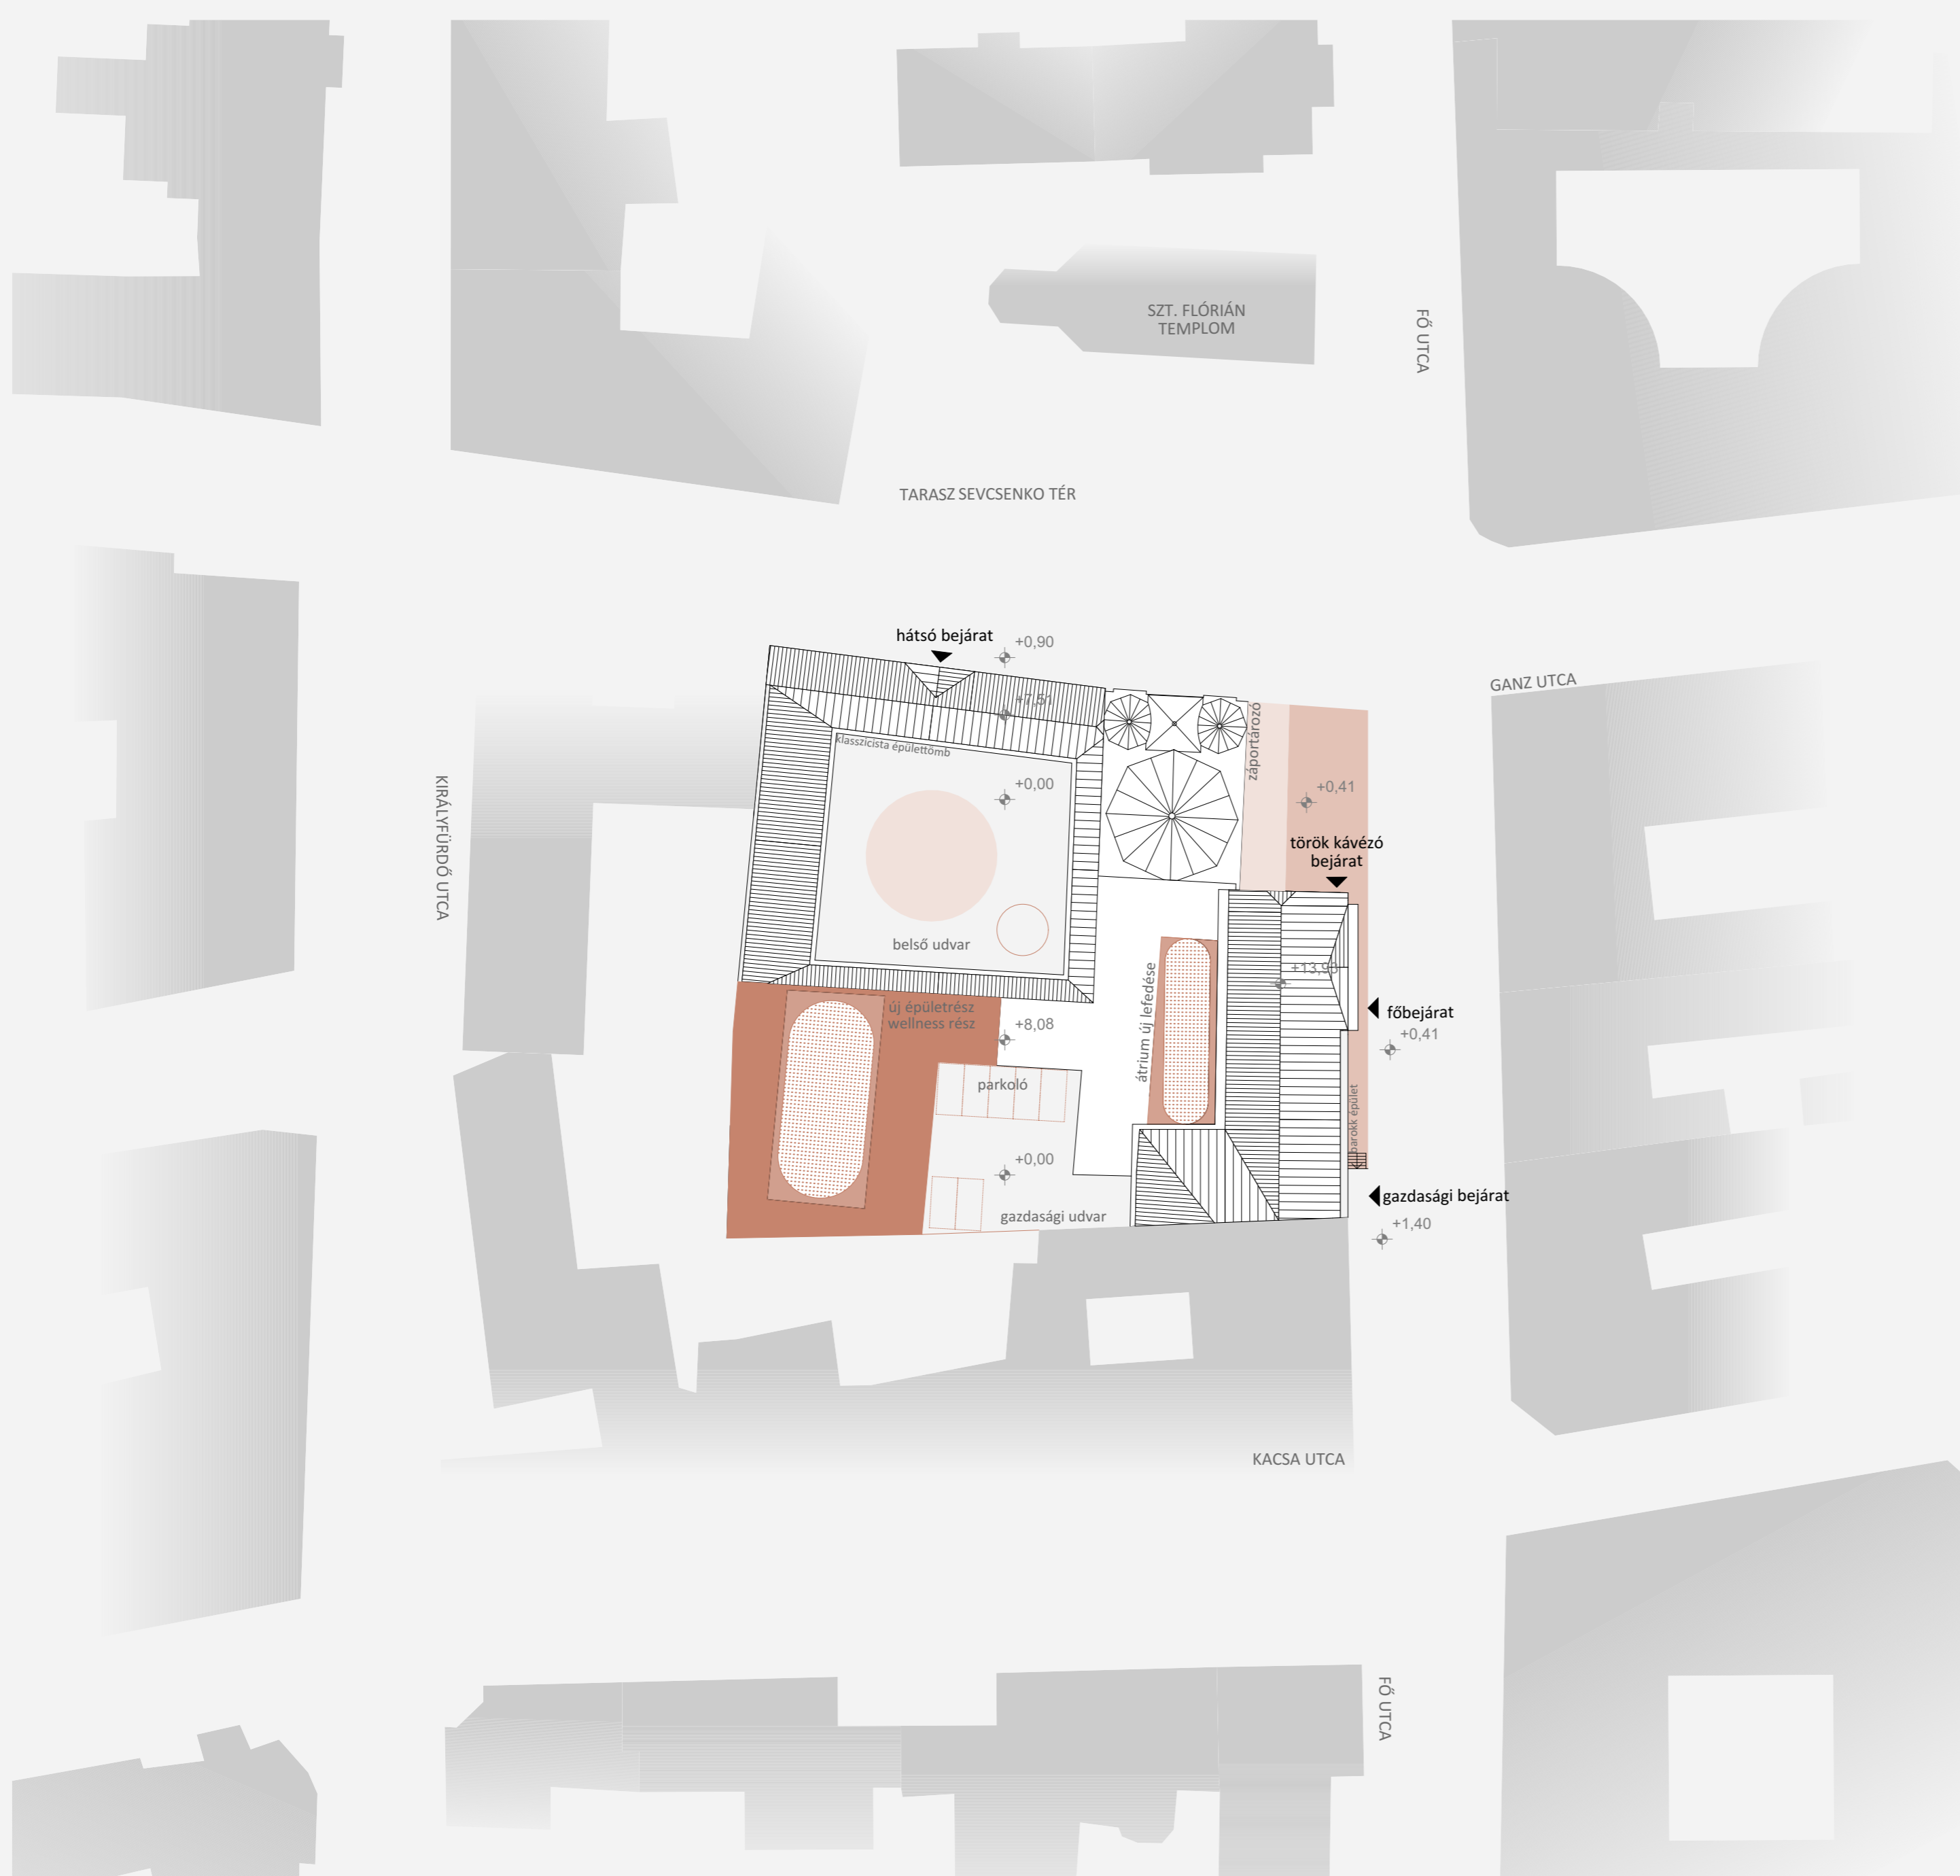 SZT. FLÓRIÁN
TEMPLOM
FŐ UTCA
TARASZ SEVCSENKO TÉR
hátsó bejárat
+0,90
GANZ UTCA
+7,51
klasszicista épülettömb
záportározó
KIRÁLYFÜRDŐ UTCA
+0,00
+0,41
török kávézó
bejárat
belső udvar
átrium új lefedése
+13,93
új épületrész
wellness rész
főbejárat
+8,08
+0,41
parkoló
barokk épület
+0,00
gazdasági bejárat
gazdasági udvar
+1,40
KACSA UTCA
FŐ UTCA